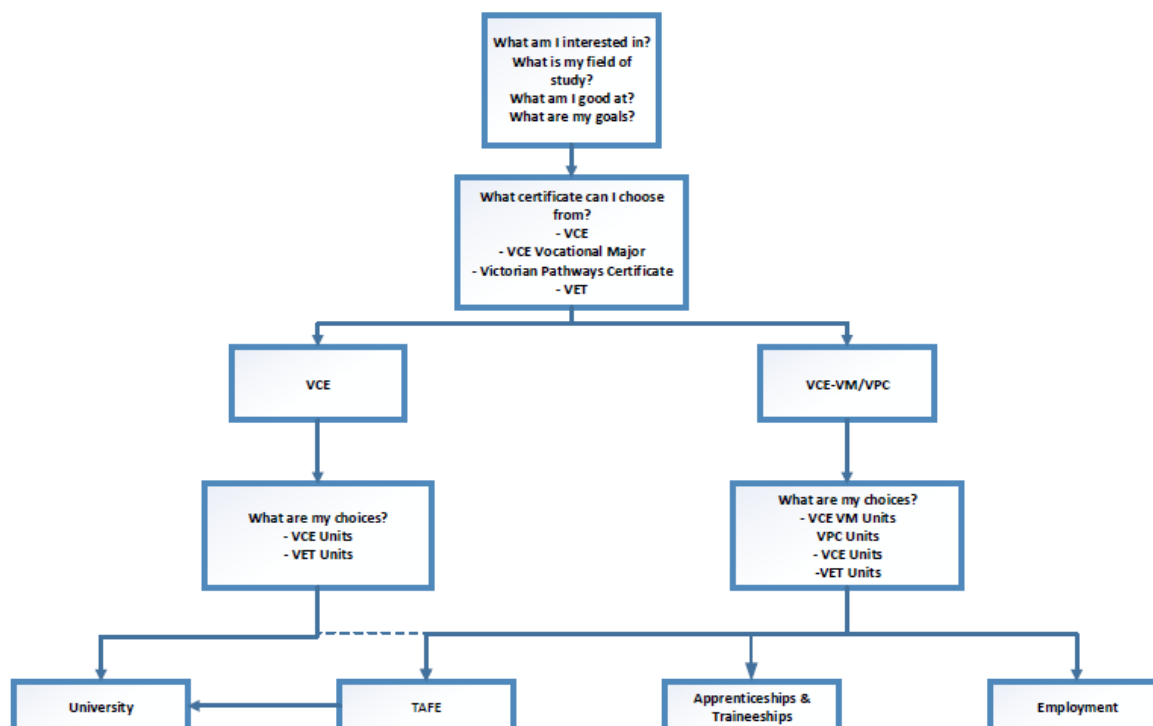 What am I interested in?
What is my field of
study?
What am I good at?
What are my goals?
What certificate can I choose
from?
- VCE
- VCE Vocational Major
- Victorian Pathways Certificate
- VET
VCE
VCE-VM/VPC
What are my choices?
- VCE Units
- VET Units
What are my choices?
- VCE VM Units
VPC Units
- VCE Units
-VET Units
University
TAFE
Apprenticeships &
Traineeships
Employment